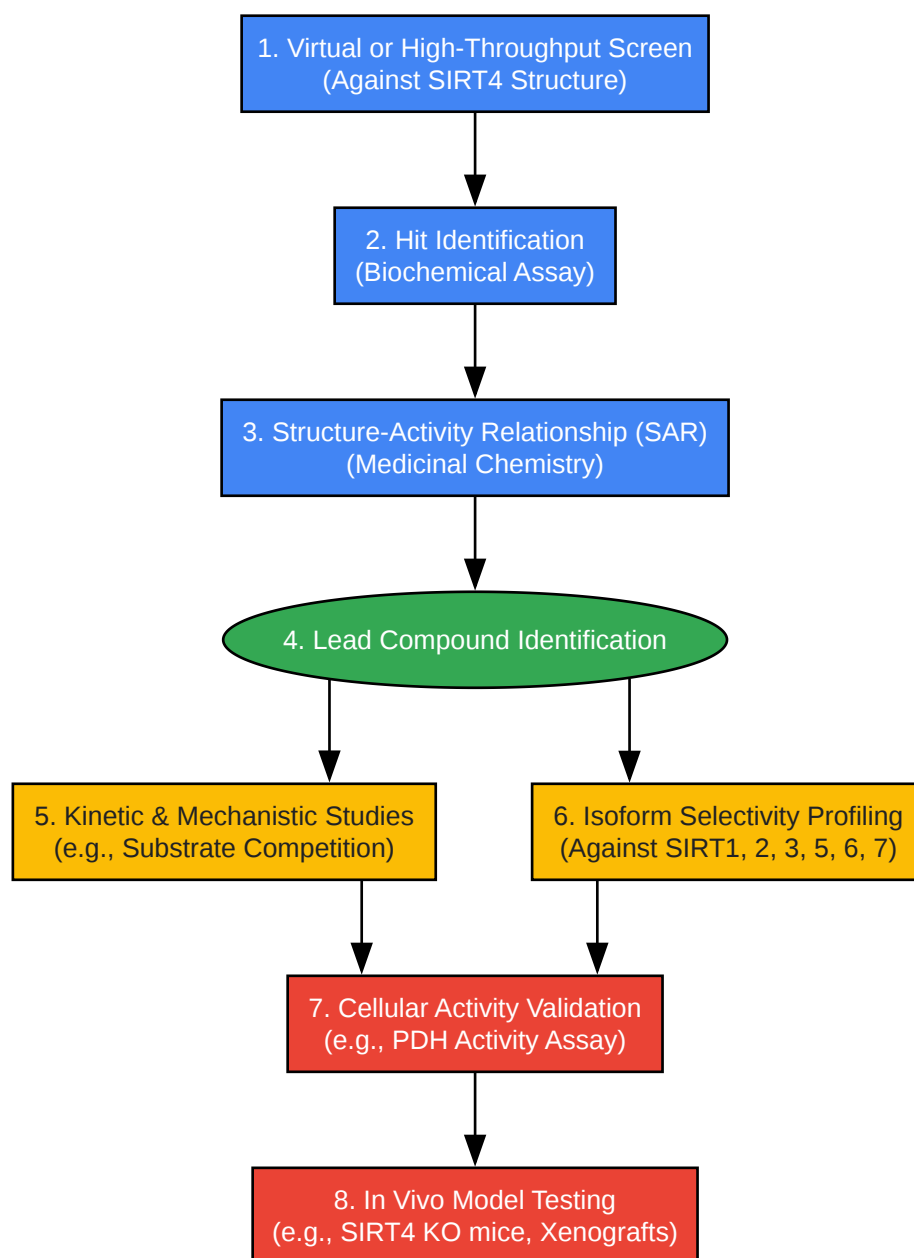 1. Virtual or High-Throughput Screen
(Against SIRT4 Structure)
2. Hit Identification
(Biochemical Assay)
3. Structure-Activity Relationship (SAR)
(Medicinal Chemistry)
4. Lead Compound Identification
5. Kinetic & Mechanistic Studies
(e.g., Substrate Competition)
6. Isoform Selectivity Profiling
(Against SIRT1, 2, 3, 5, 6, 7)
7. Cellular Activity Validation
(e.g., PDH Activity Assay)
8. In Vivo Model Testing
(e.g., SIRT4 KO mice, Xenografts)